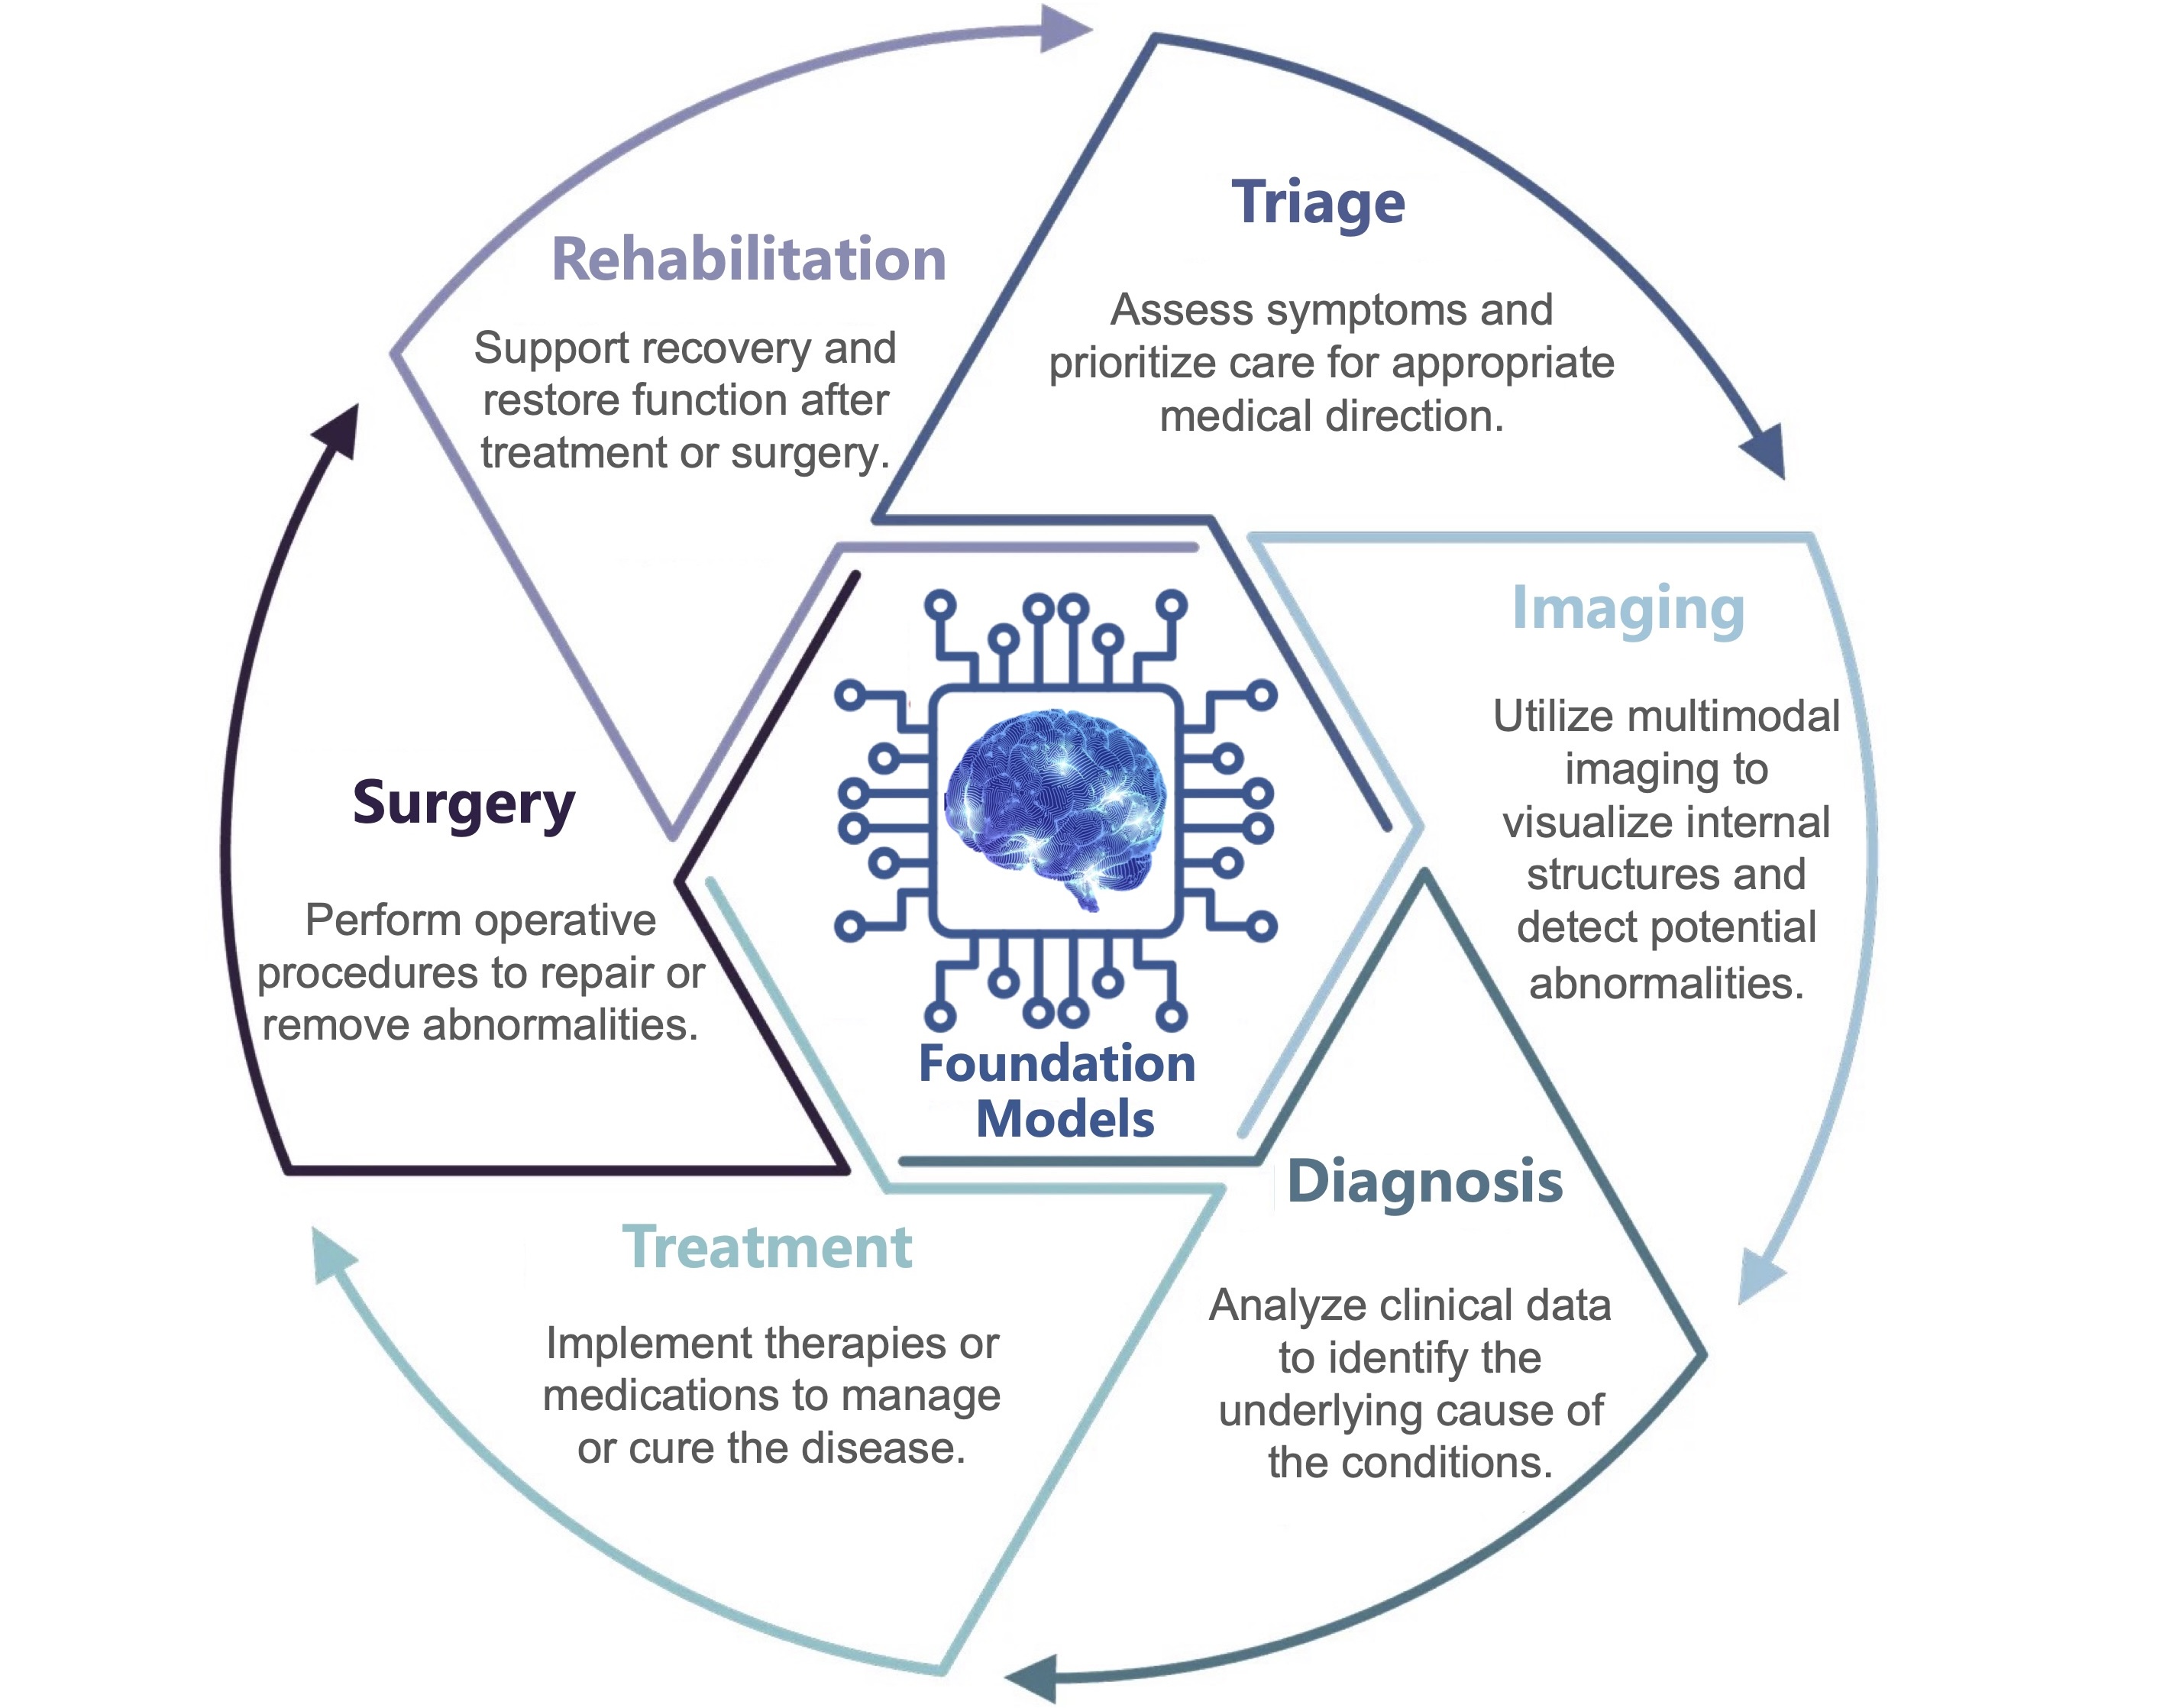 Triage
Assess symptoms and
prioritize care for appropriate
medical direction.
Imaging
Utilize multimodal
imaging to
visualize internal
structures and
detect potential
abnormalities.
Diagnosis
Analyze clinical data
to identify the
underlying cause of
the conditions.
Treatment
Implement therapies or
medications to manage
or cure the disease.
Surgery
Perform operative
procedures to repair or
remove abnormalities.
Rehabilitation
Support recovery and
restore function after
treatment or surgery.
Foundation
Models